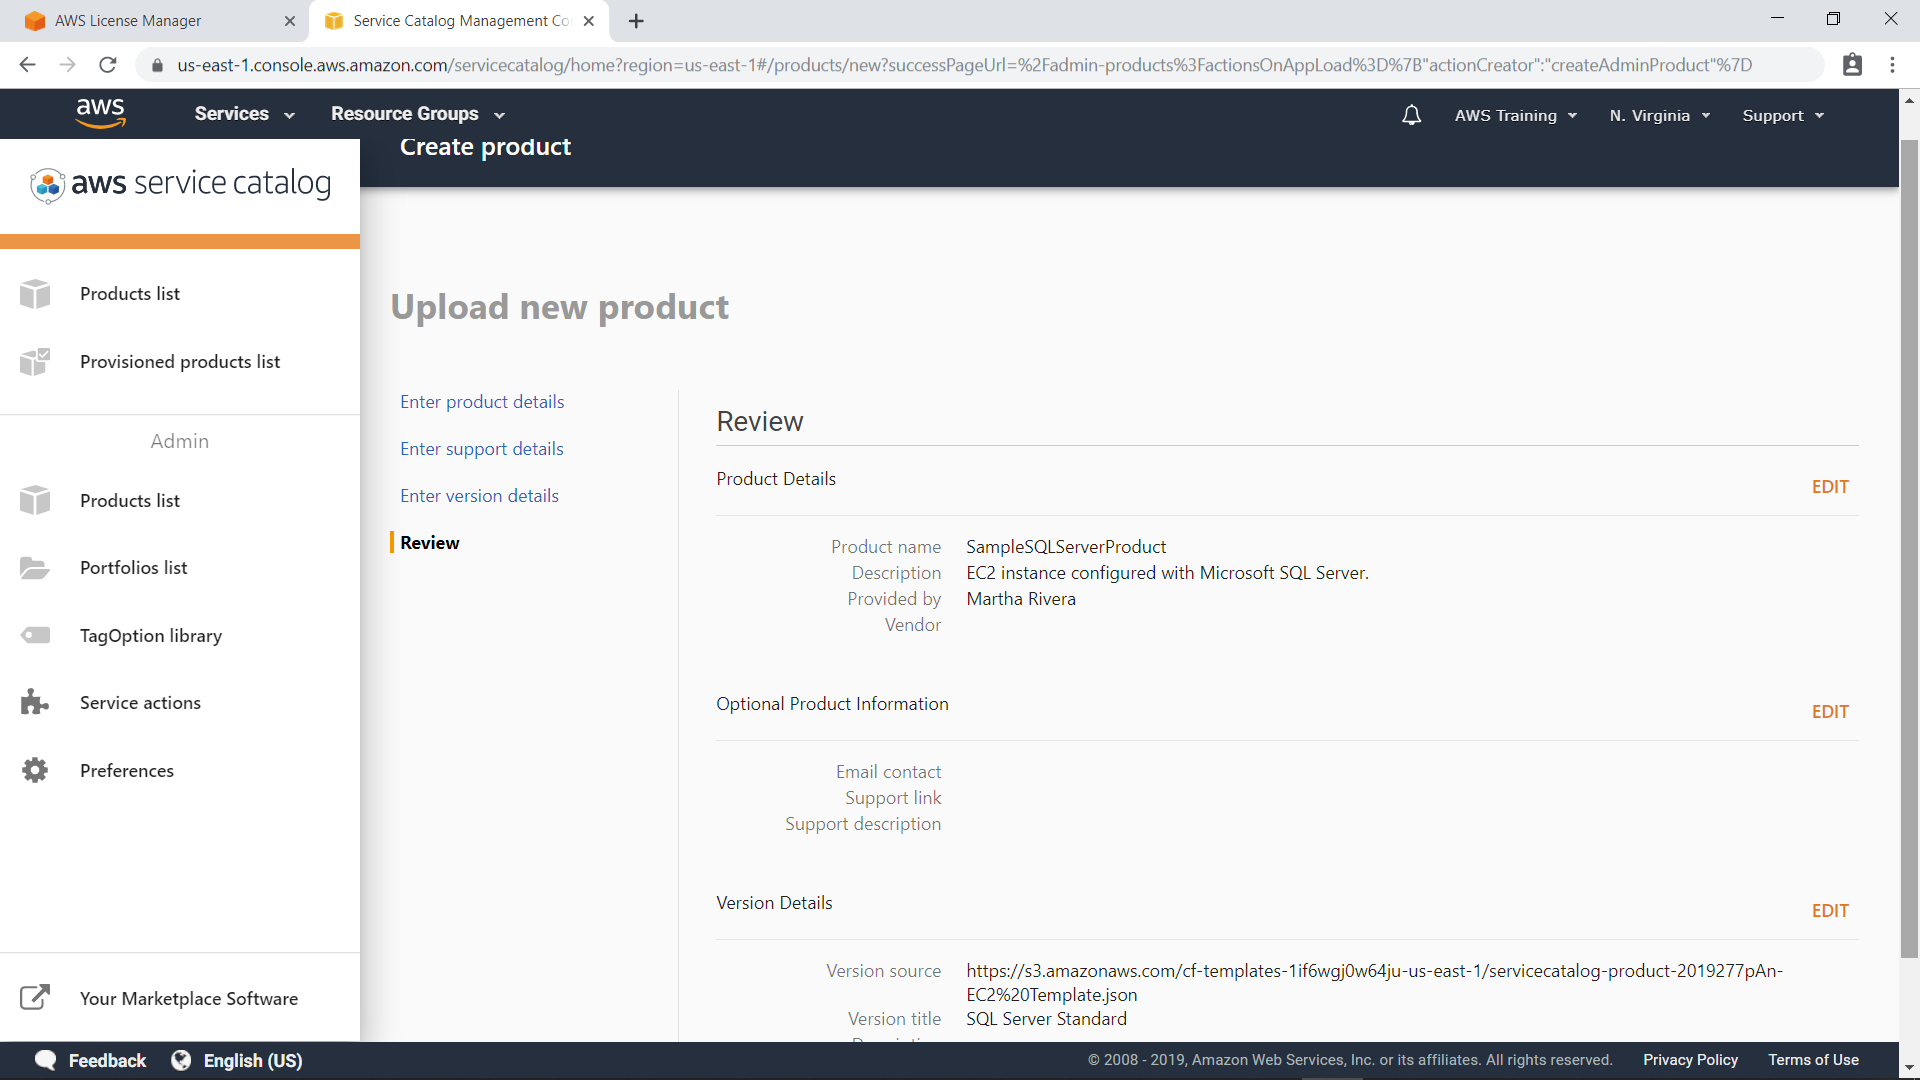 AWS License Manager
Service Catalog Management Co
us-east-1.console.aws.amazon.com/servicecatalog/home?region=us-east-1#/products/new?successPageUrl=%2Fadmin-products%3FactionsOnAppLoad%3D%7B"actionCreator":"createAdminProduct"%7D
aws
Services
Resource Groups
AWS Training
N. Virginia
Support
Create product
aws service catalog
Products list
Provisioned products list
Admin
Products list
Portfolios list
TagOption library
Service actions
Preferences
Your Marketplace Software
Upload new product
Enter product details
Enter support details
Enter version details
Review
Review
Product Details
EDIT
Product name SampleSQLServerProduct
Description EC2 instance configured with Microsoft SQL Server.
Provided by Martha Rivera
Vendor
Optional Product Information
EDIT
Email contact
Support link
Support description
Version Details
EDIT
Version source https://s3.amazonaws.com/cf-templates-1if6wgj0w64ju-us-east-1/servicecatalog-product-2019277pAn-
EC2%20Template.json
Version title SQL Server Standard
Feedback
English (US)
© 2008 - 2019, Amazon Web Services, Inc. or its affiliates. All rights reserved.
Privacy Policy
Terms of Use